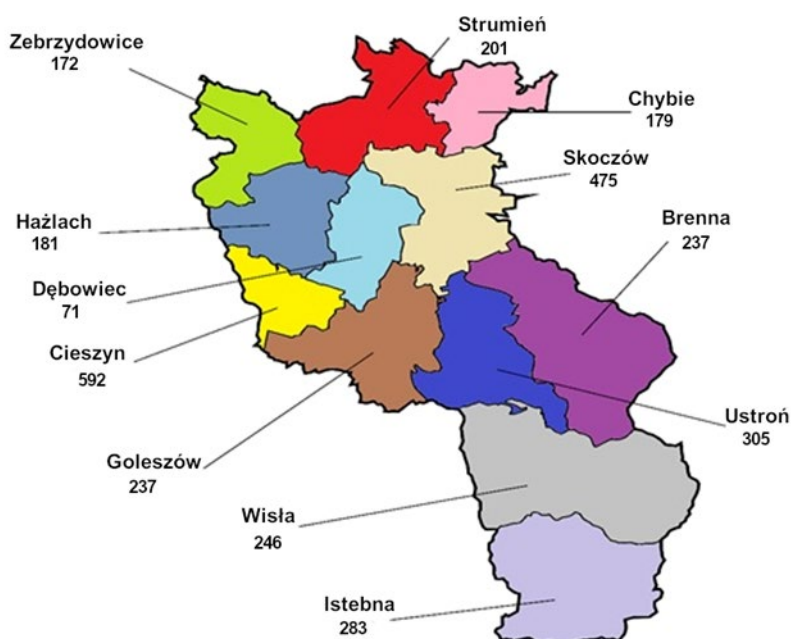 Strumień
201
Zebrzydowice
172
Chybie
179
Skoczów
475
Hażlach
181
Brenna
237
Dębowiec
71
Cieszyn
592
Ustroń
305
Goleszów
237
Wisła
246
Istebna
283